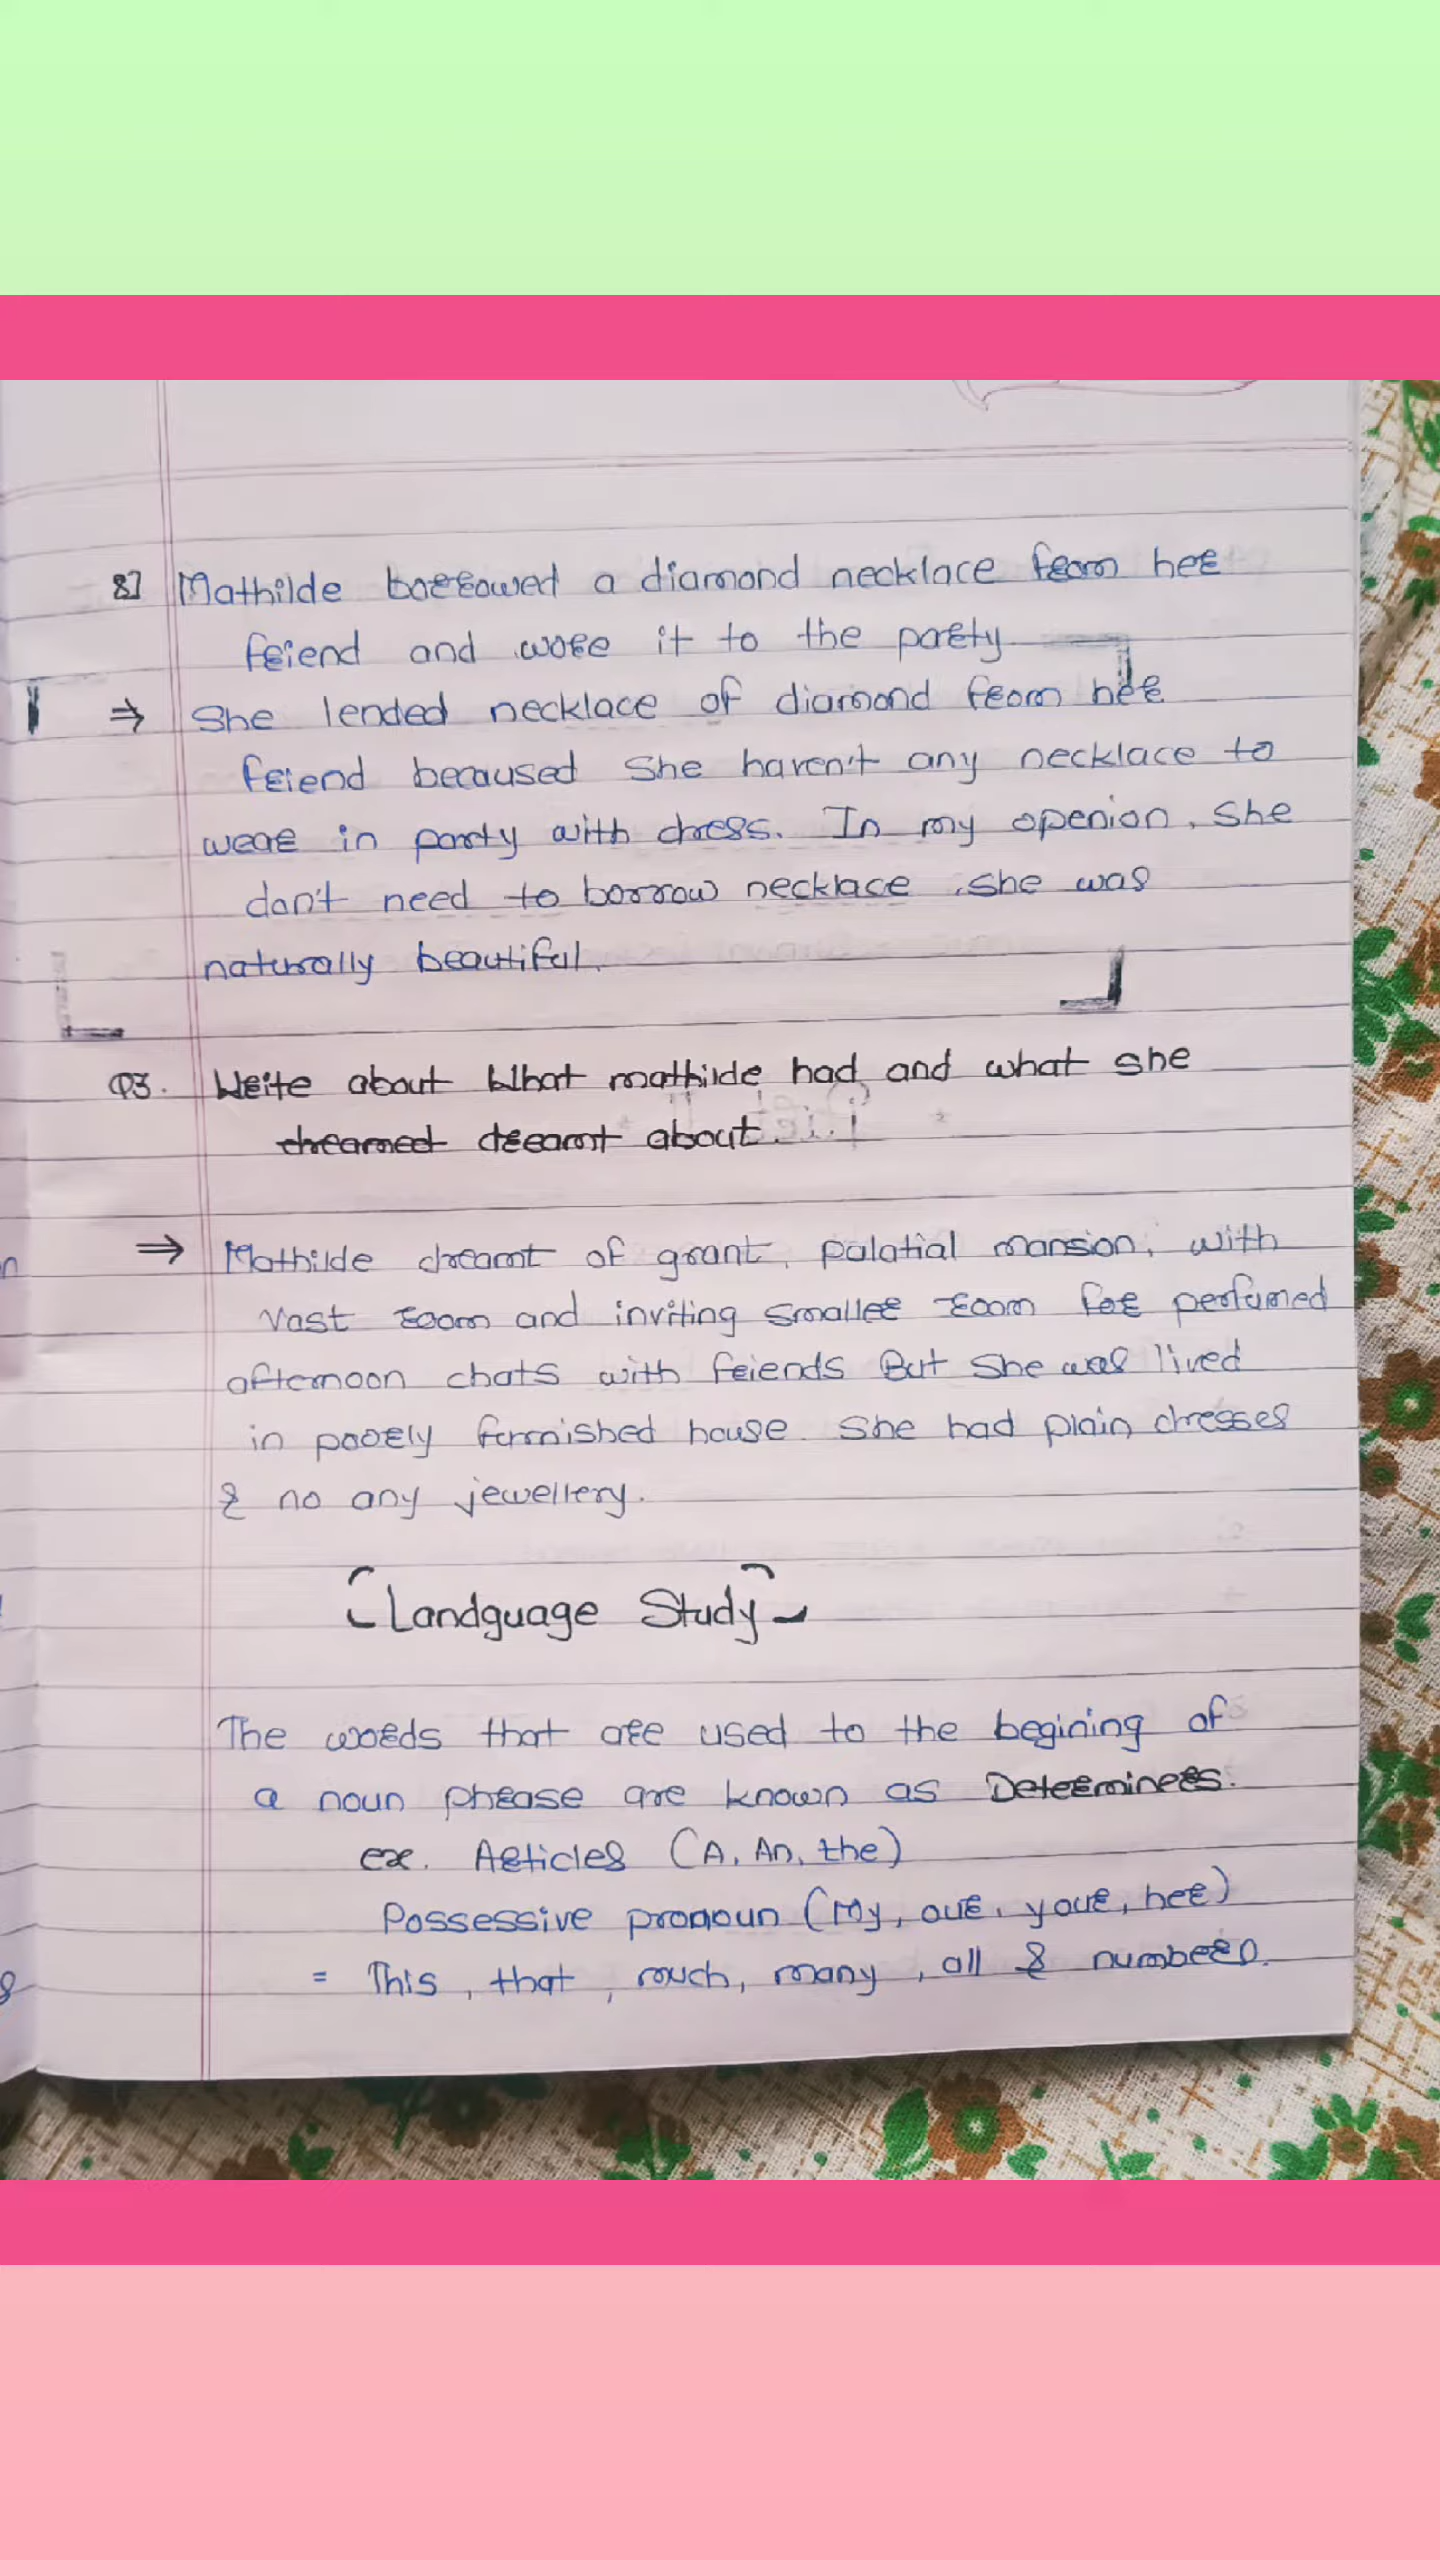 8] Mathilde borrowed a diamond necklace from her
friend and wore it to the party
⇒ She lended necklace of diamond from her
friend becaused She haren't any necklace to
wear in party with dress. In my openion, She
don't need to borrow necklace. She was
naturally beautiful.
Q3. Write about What mathilde had and what she
dreamed dreamt about.
⇒ Mathilde dreamt of grant, palatial mansion, with
vast room and inviting smaller room for perfumed
afternoon chats with friends But She was lived
in poorly furnished house. She had plain dresses
& no any jewellery.
Landguage Study
The words that are used to the begining of
a noun phrase are known as Determiners.
ex. Articles (A, An, the)
Possessive pronoun (My, our, your, her)
= This, that, much, many, all & numbers.